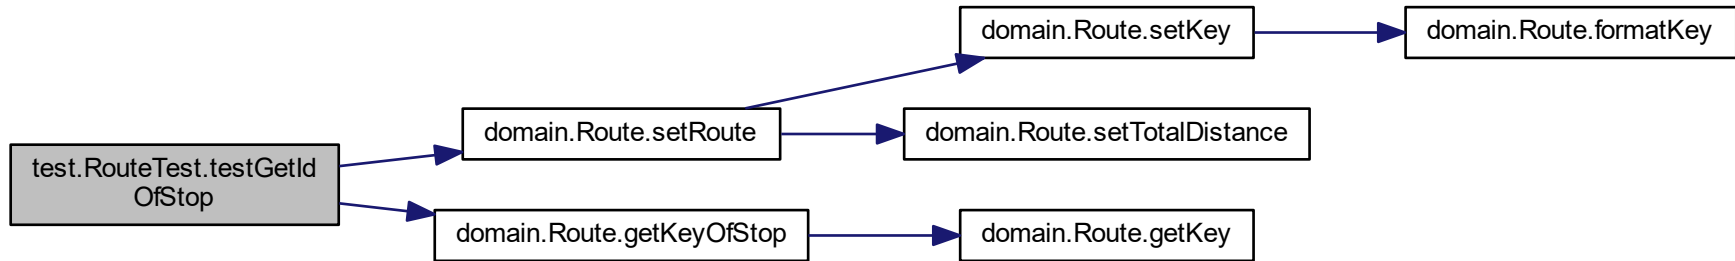 domain.Route.setKey
domain.Route.formatKey
domain.Route.setRoute
domain.Route.setTotalDistance
test.RouteTest.testGetId
OfStop
domain.Route.getKeyOfStop
domain.Route.getKey